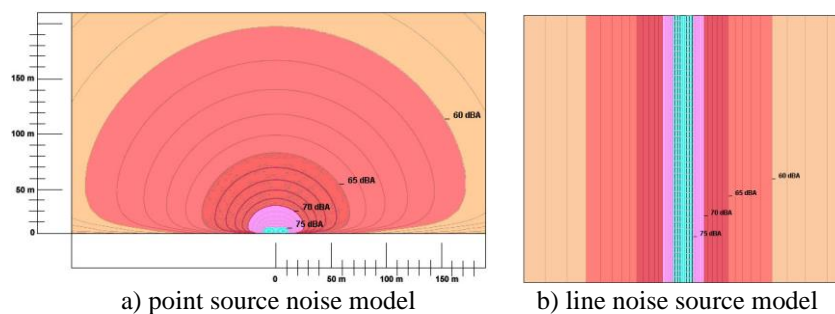 150 m
100 m
50 m
0
60 dBA
65 dBA
70 dBA
75 dBA
0 50 m 100 m 150 m
60 dBA
65 dBA
70 dBA
75 dBA
a) point source noise model
b) line noise source model